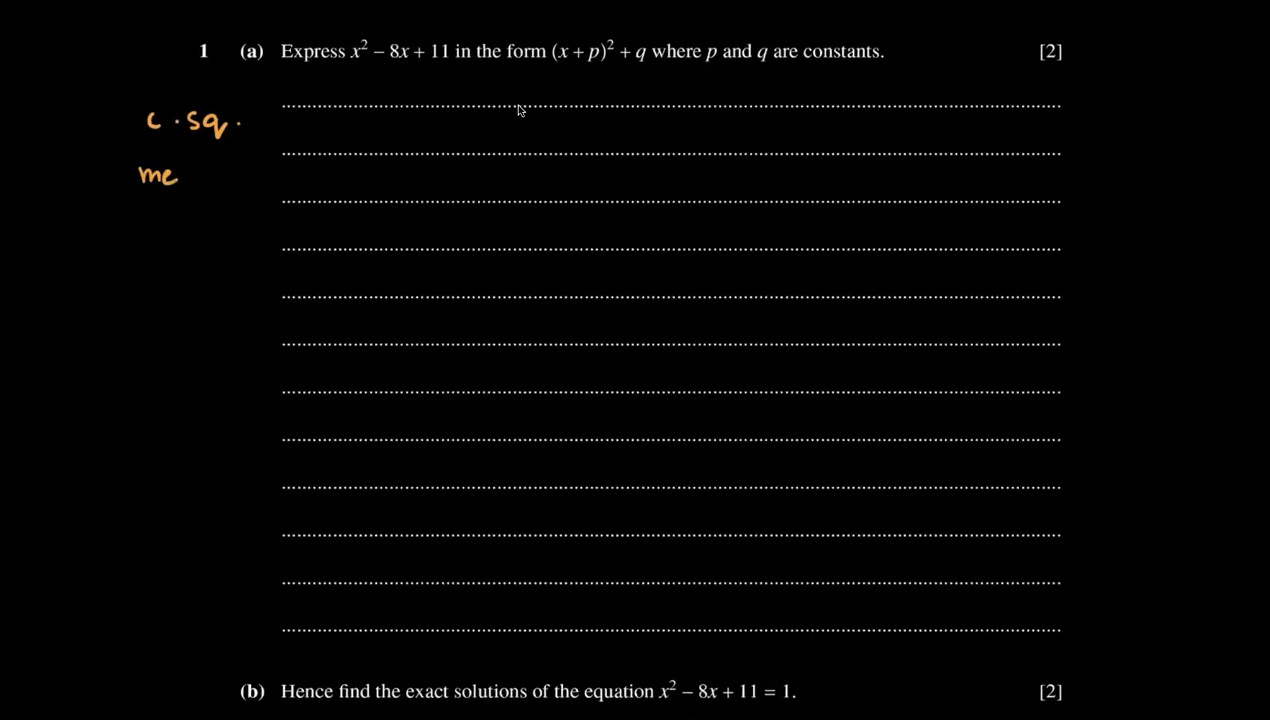 1 (a) Express x² − 8x + 11 in the form (x + p)² + q where p and q are constants. [2]
c . sq .
me
(b) Hence find the exact solutions of the equation x² − 8x + 11 = 1. [2]